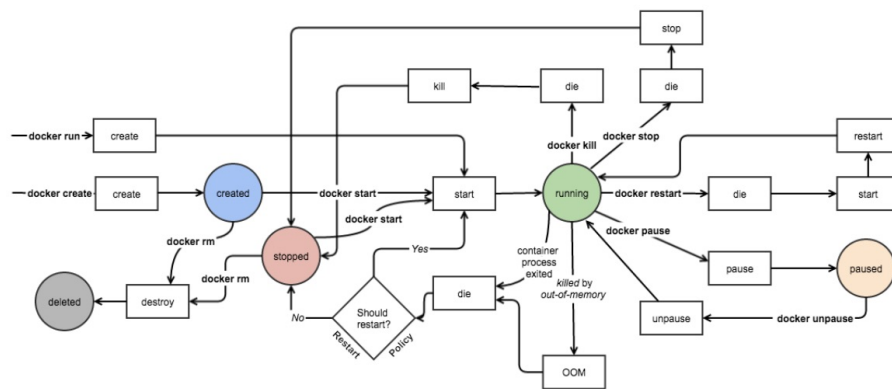 stop
kill
die
die
docker run
create
docker kill
docker stop
restart
docker create
create
created
docker start
start
running
docker restart
die
start
docker start
docker rm
stopped
Yes
container
process
exited
docker pause
docker rm
killed by
out-of-memory
pause
paused
deleted
destroy
die
No
Should
restart?
Restart
Policy
unpause
docker unpause
OOM